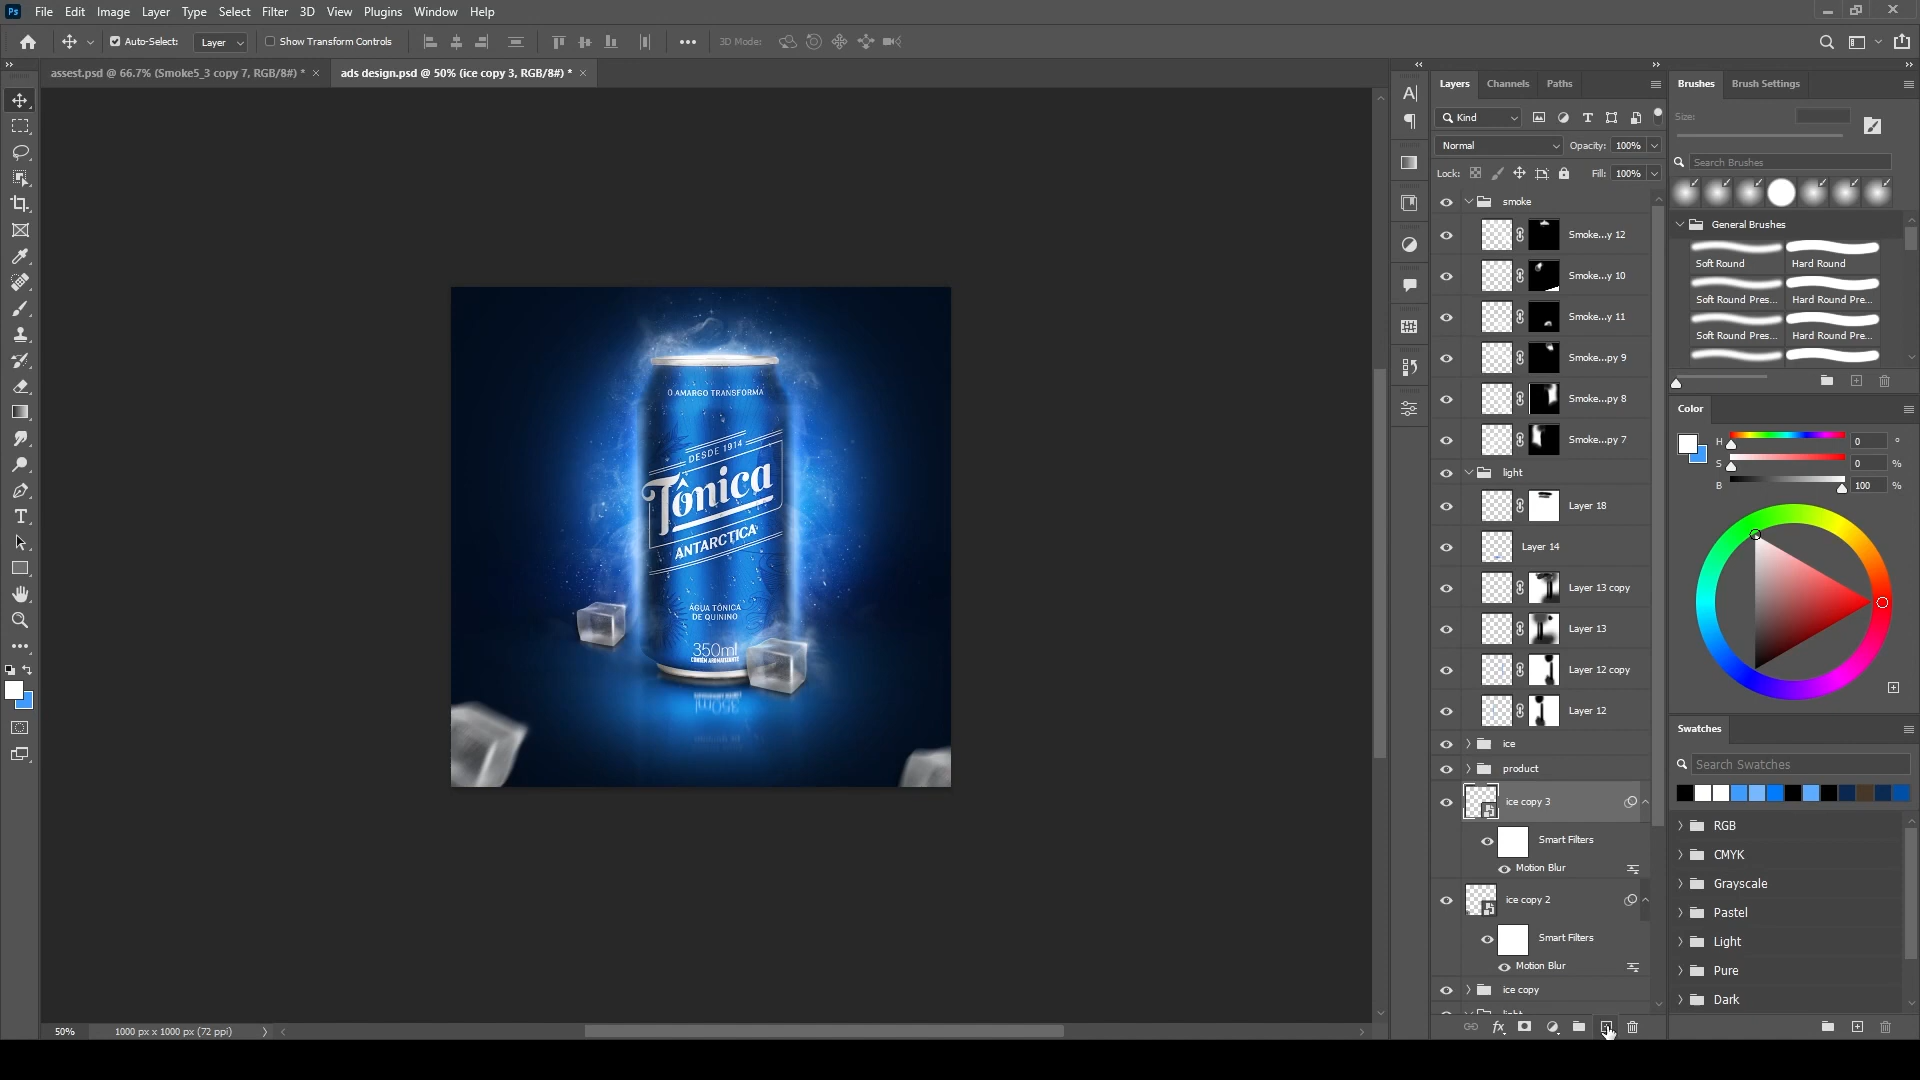 Ps File Edit Image Layer Type Select Filter 3D View Plugins Window Help
Auto-Select: Layer Show Transform Controls 3D Mode:
assest.psd @ 66.7% (Smoke5_3 copy 7, RGB/8#) * × ads design.psd @ 50% (ice copy 3, RGB/8#) * ×
O AMARGO TRANSFORMA
DESDE 1914
Tônica
ANTARCTICA
ÁGUA TÔNICA
DE QUININO
350ml
CONTÉM AROMATIZANTE
350ml
50% 1000 px x 1000 px (72 ppi)
Layers Channels Paths
Kind
Normal Opacity: 100%
Lock: Fill: 100%
smoke
Smoke...y 12
Smoke...y 10
Smoke...y 11
Smoke...py 9
Smoke...py 8
Smoke...py 7
light
Layer 18
Layer 14
Layer 13 copy
Layer 13
Layer 12 copy
Layer 12
ice
product
ice copy 3
Smart Filters
Motion Blur
ice copy 2
Smart Filters
Motion Blur
ice copy
light
fx
Brushes Brush Settings
Size:
Search Brushes
General Brushes
Soft Round Hard Round
Soft Round Pres... Hard Round Pre...
Soft Round Pres... Hard Round Pre...
Color
H 0 °
S 0 %
B 100 %
Swatches
Search Swatches
RGB
CMYK
Grayscale
Pastel
Light
Pure
Dark